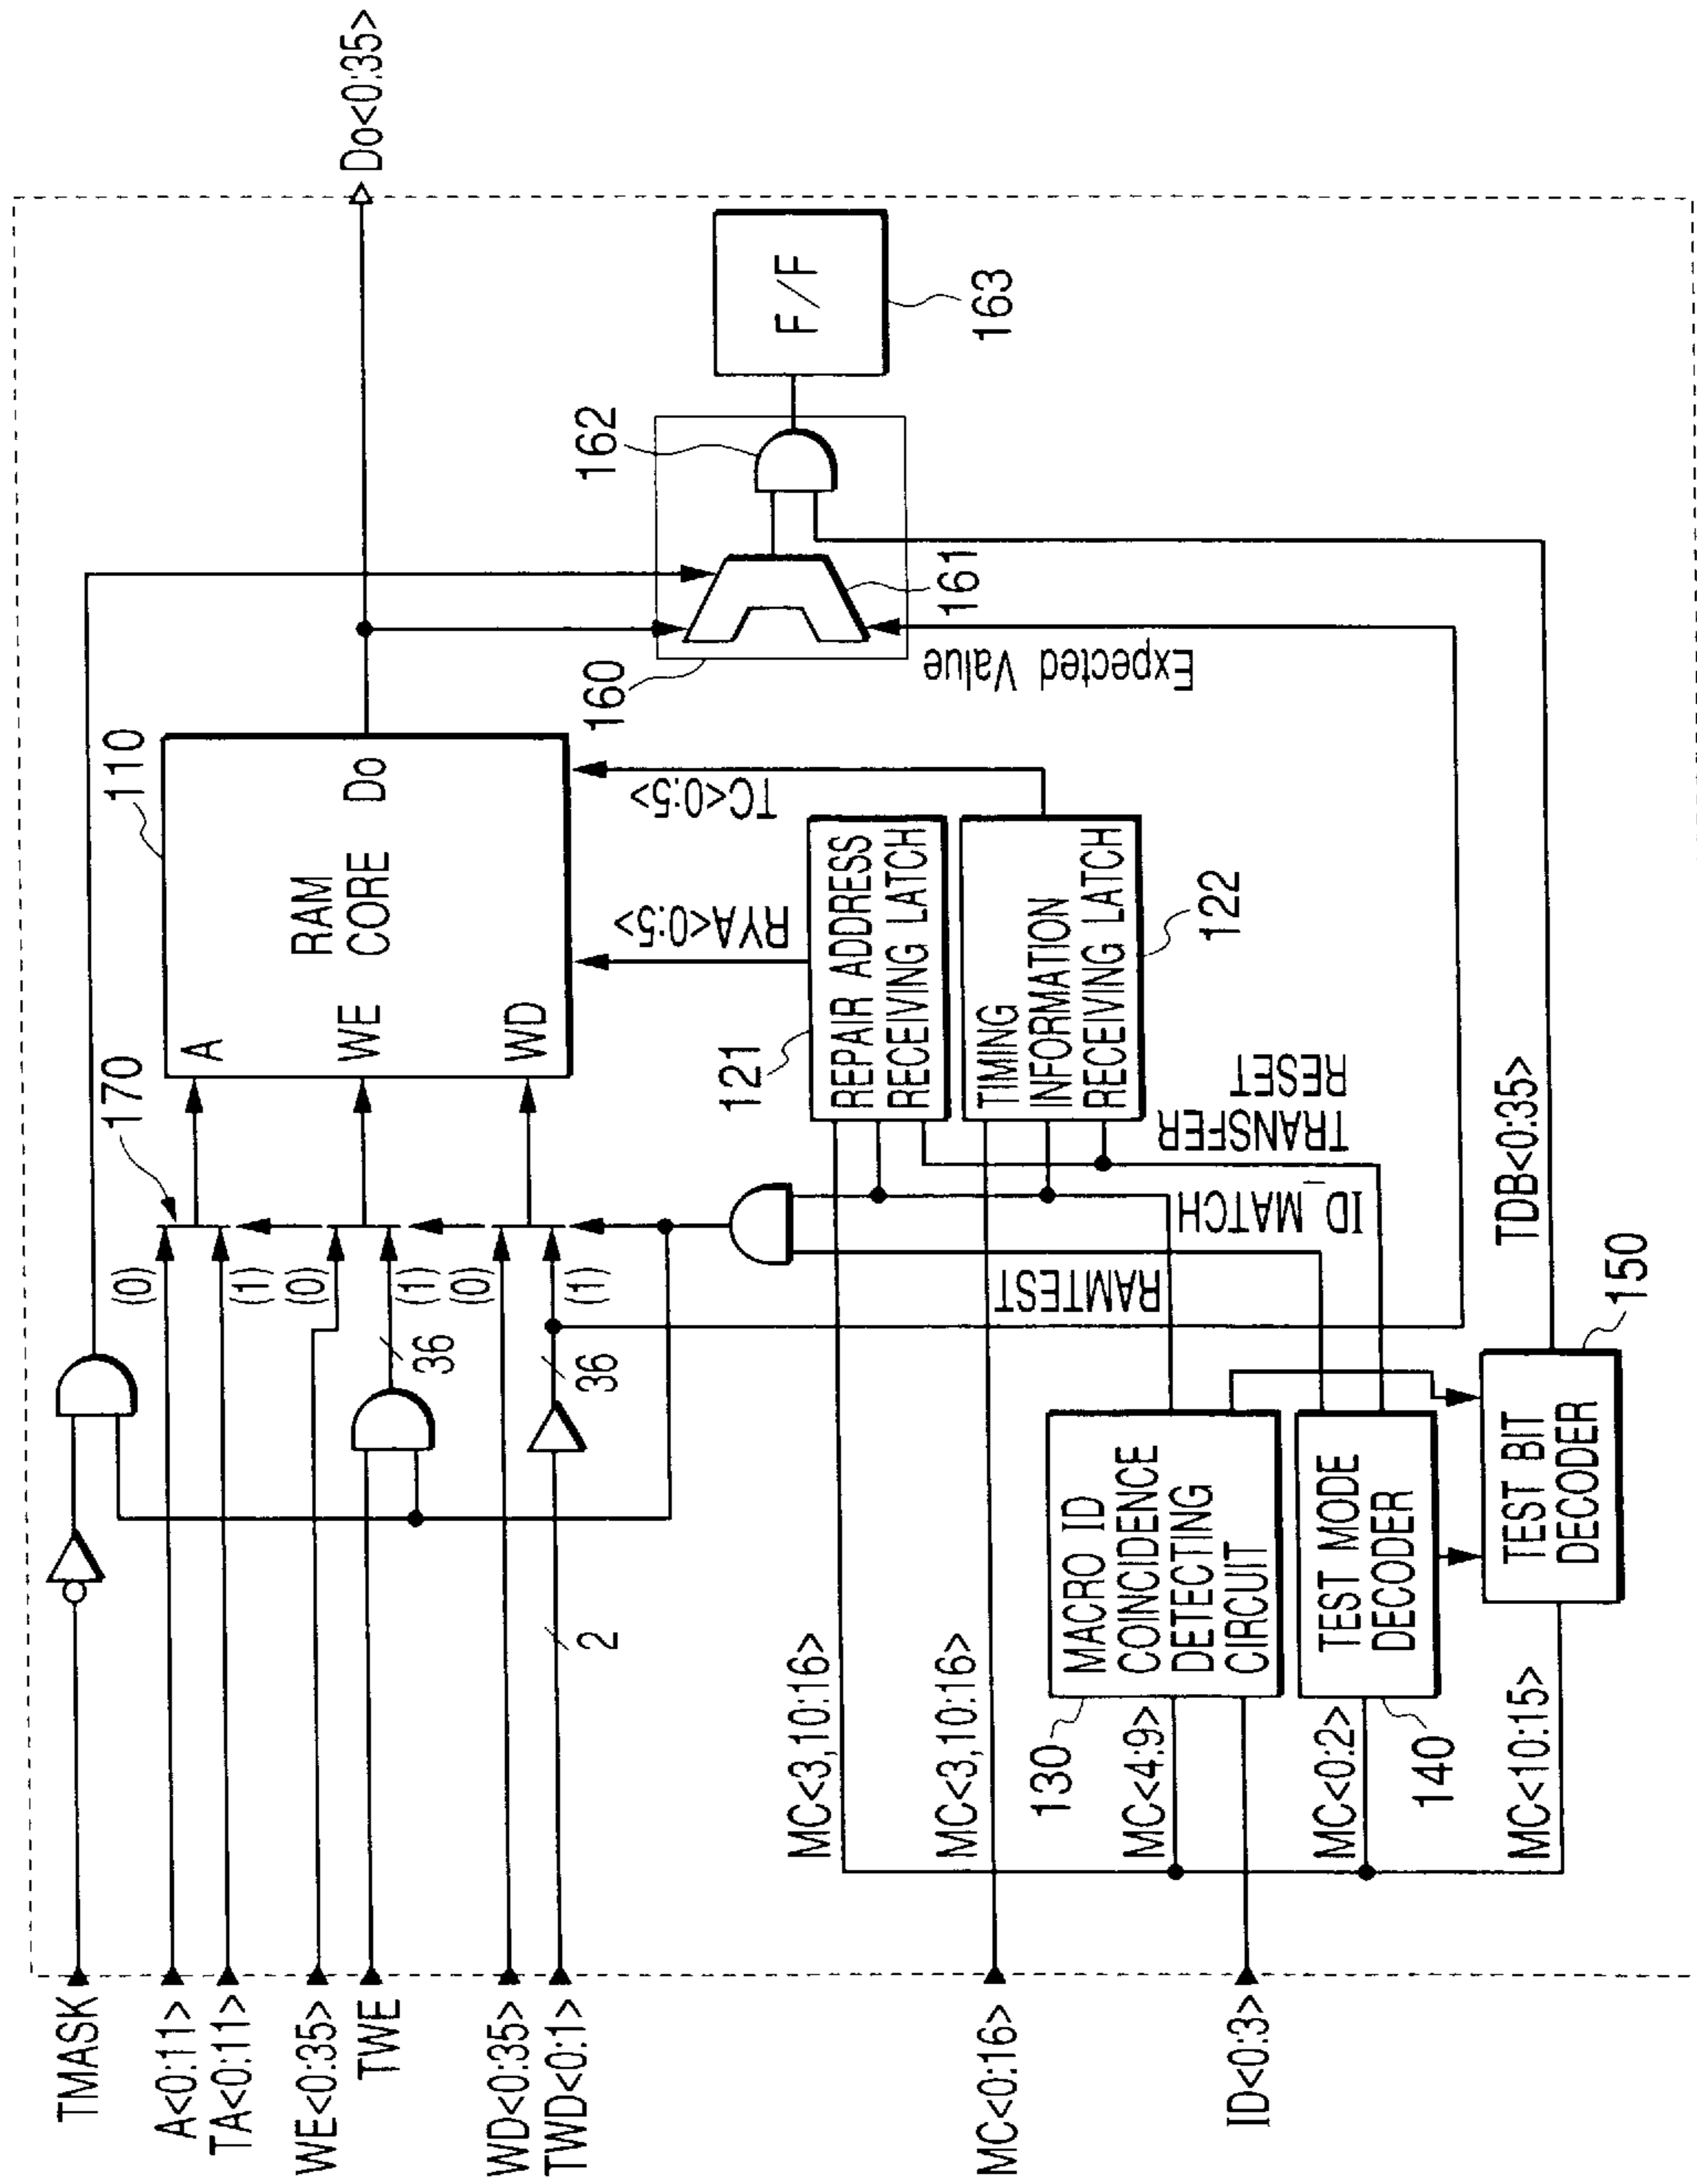 TMASK
A<0:11>
TA<0:11>
WE<0:35>
TWE
WD<0:35>
TWD<0:1>
MC<0:16>
ID<0:3>
(0)
(1)
(0)
(1)
(0)
(1)
36
36
2
170
110
A
WE
WD
RAM
CORE
Do
Do<0:35>
160
161
162
F/F
163
Expected Value
RYA<0:5>
TC<0:5>
121
REPAIR ADDRESS
RECEIVING LATCH
TIMING
INFORMATION
RECEIVING LATCH
122
TRANSFER
RESET
ID_MATCH
RAMTEST
MC<3,10:16>
MC<3,10:16>
130
MC<4:9>
MACRO ID
COINCIDENCE
DETECTING
CIRCUIT
MC<0:2>
140
TEST MODE
DECODER
MC<10:15>
TEST BIT
DECODER
150
TDB<0:35>